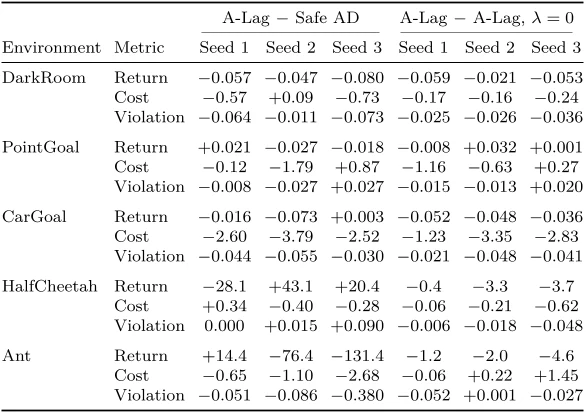 A-Lag − Safe AD A-Lag − A-Lag, λ = 0
Environment Metric Seed 1 Seed 2 Seed 3 Seed 1 Seed 2 Seed 3
DarkRoom Return −0.057 −0.047 −0.080 −0.059 −0.021 −0.053
Cost −0.57 +0.09 −0.73 −0.17 −0.16 −0.24
Violation −0.064 −0.011 −0.073 −0.025 −0.026 −0.036
PointGoal Return +0.021 −0.027 −0.018 −0.008 +0.032 +0.001
Cost −0.12 −1.79 +0.87 −1.16 −0.63 +0.27
Violation −0.008 −0.027 +0.027 −0.015 −0.013 +0.020
CarGoal Return −0.016 −0.073 +0.003 −0.052 −0.048 −0.036
Cost −2.60 −3.79 −2.52 −1.23 −3.35 −2.83
Violation −0.044 −0.055 −0.030 −0.021 −0.048 −0.041
HalfCheetah Return −28.1 +43.1 +20.4 −0.4 −3.3 −3.7
Cost +0.34 −0.40 −0.28 −0.06 −0.21 −0.62
Violation 0.000 +0.015 +0.090 −0.006 −0.018 −0.048
Ant Return +14.4 −76.4 −131.4 −1.2 −2.0 −4.6
Cost −0.65 −1.10 −2.68 −0.06 +0.22 +1.45
Violation −0.051 −0.086 −0.380 −0.052 +0.001 −0.027